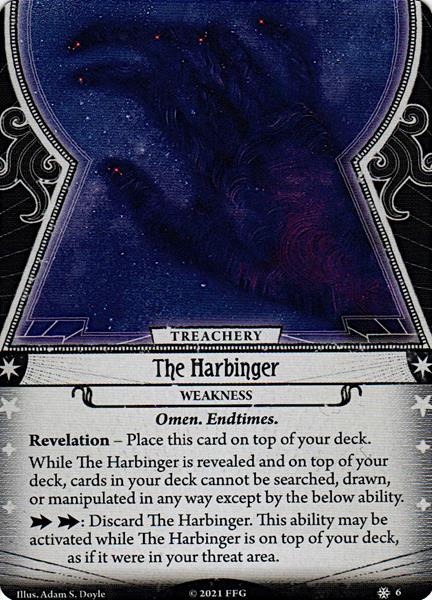 TREACHERY
The Harbinger
WEAKNESS
Omen. Endtimes.
Revelation – Place this card on top of your deck.
While The Harbinger is revealed and on top of your
deck, cards in your deck cannot be searched, drawn,
or manipulated in any way except by the below ability.
: Discard The Harbinger. This ability may be
activated while The Harbinger is on top of your deck,
as if it were in your threat area.
Illus. Adam S. Doyle © 2021 FFG 6